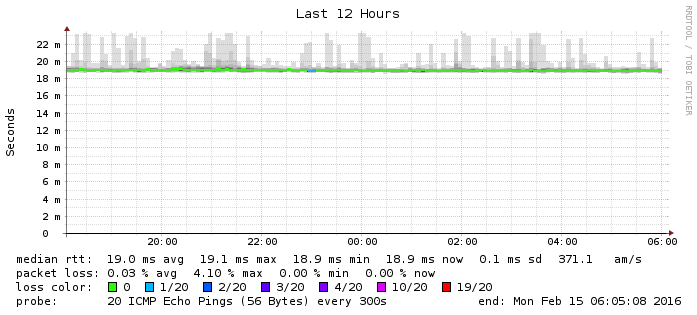 Last 12 Hours
RRDTOOL / TOBI OETIKER
Seconds
22 m
20 m
18 m
16 m
14 m
12 m
10 m
8 m
6 m
4 m
2 m
0
20:00 22:00 00:00 02:00 04:00 06:00
median rtt: 19.0 ms avg 19.1 ms max 18.9 ms min 18.9 ms now 0.1 ms sd 371.1 am/s
packet loss: 0.03 % avg 4.10 % max 0.00 % min 0.00 % now
loss color: 0 1/20 2/20 3/20 4/20 10/20 19/20
probe: 20 ICMP Echo Pings (56 Bytes) every 300s end: Mon Feb 15 06:05:08 2016